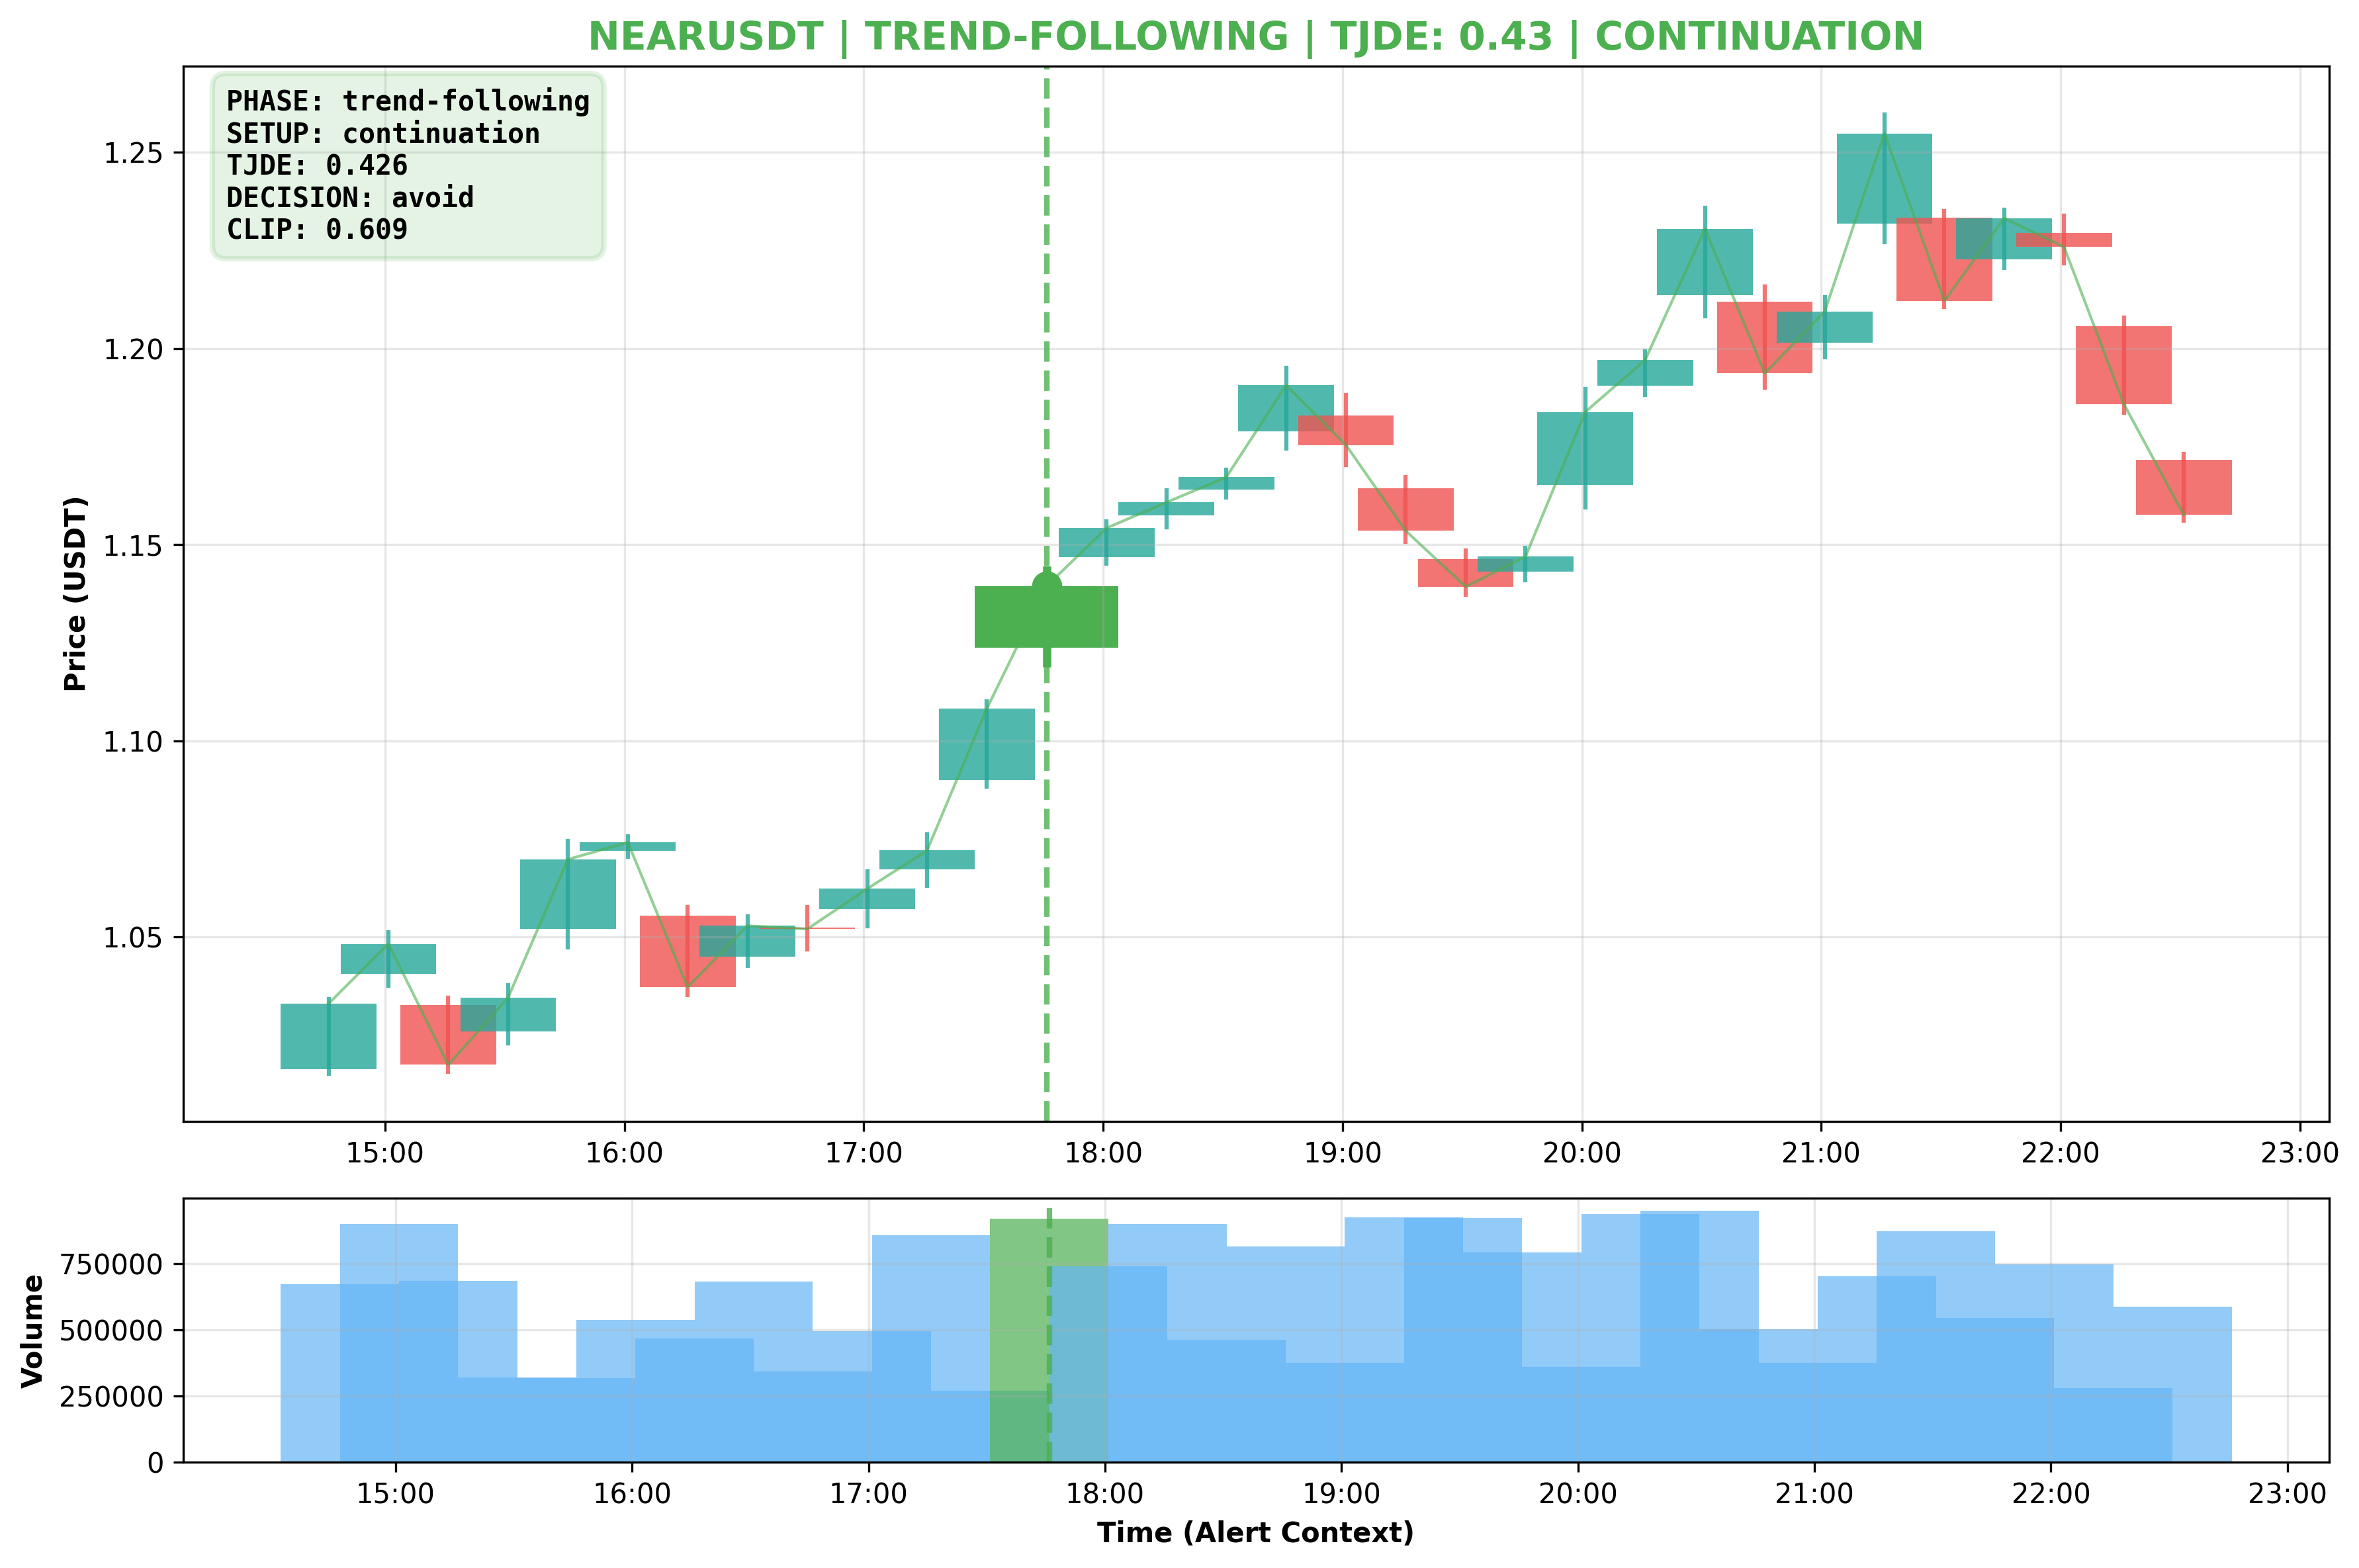 NEARUSDT | TREND-FOLLOWING | TJDE: 0.43 | CONTINUATION
PHASE: trend-following
SETUP: continuation
TJDE: 0.426
DECISION: avoid
CLIP: 0.609
Price (USDT)
1.25
1.20
1.15
1.10
1.05
15:00 16:00 17:00 18:00 19:00 20:00 21:00 22:00 23:00
Volume
750000
500000
250000
0
15:00 16:00 17:00 18:00 19:00 20:00 21:00 22:00 23:00
Time (Alert Context)